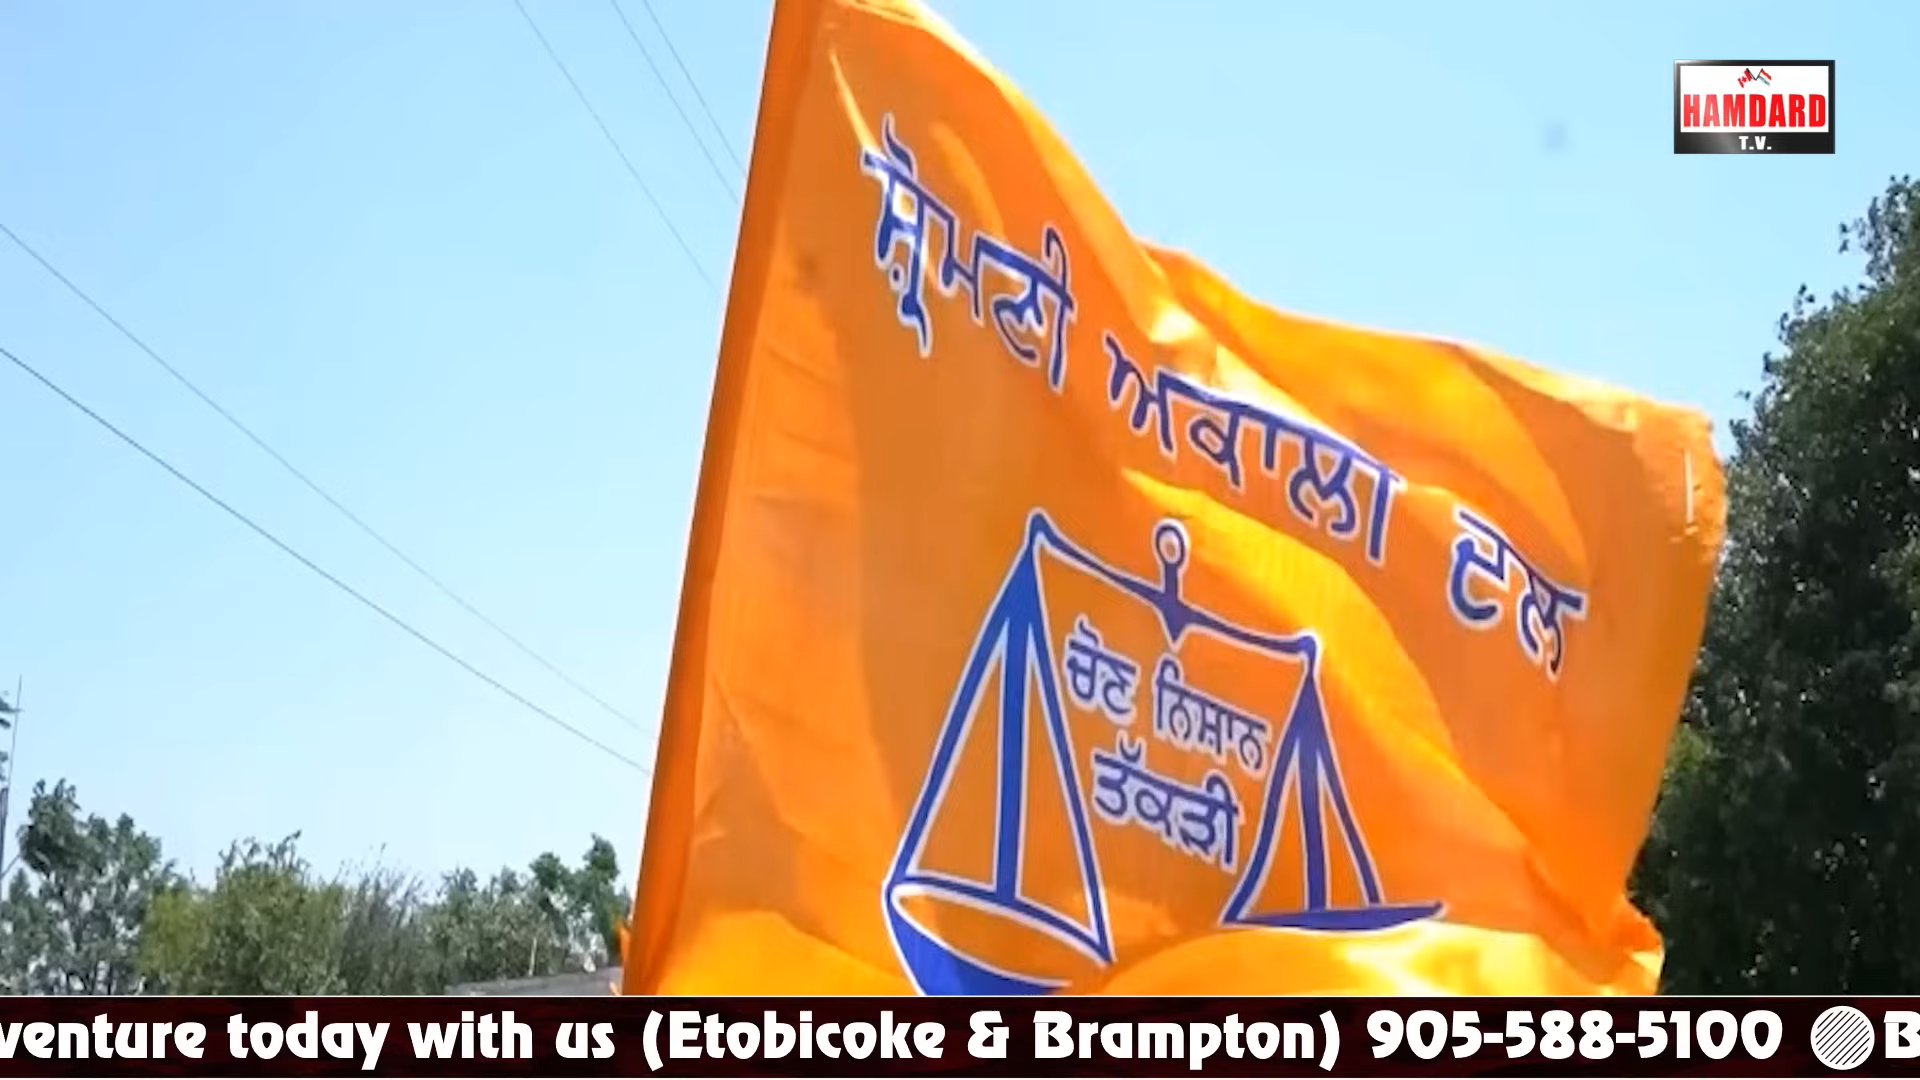 HAMDARD
T.V.
ਸ਼੍ਰੋਮਣੀ ਅਕਾਲੀ ਦਲ
ਚੋਣ ਨਿਸ਼ਾਨ
ਤੱਕੜੀ
venture today with us (Etobicoke & Brampton) 905-588-5100 B